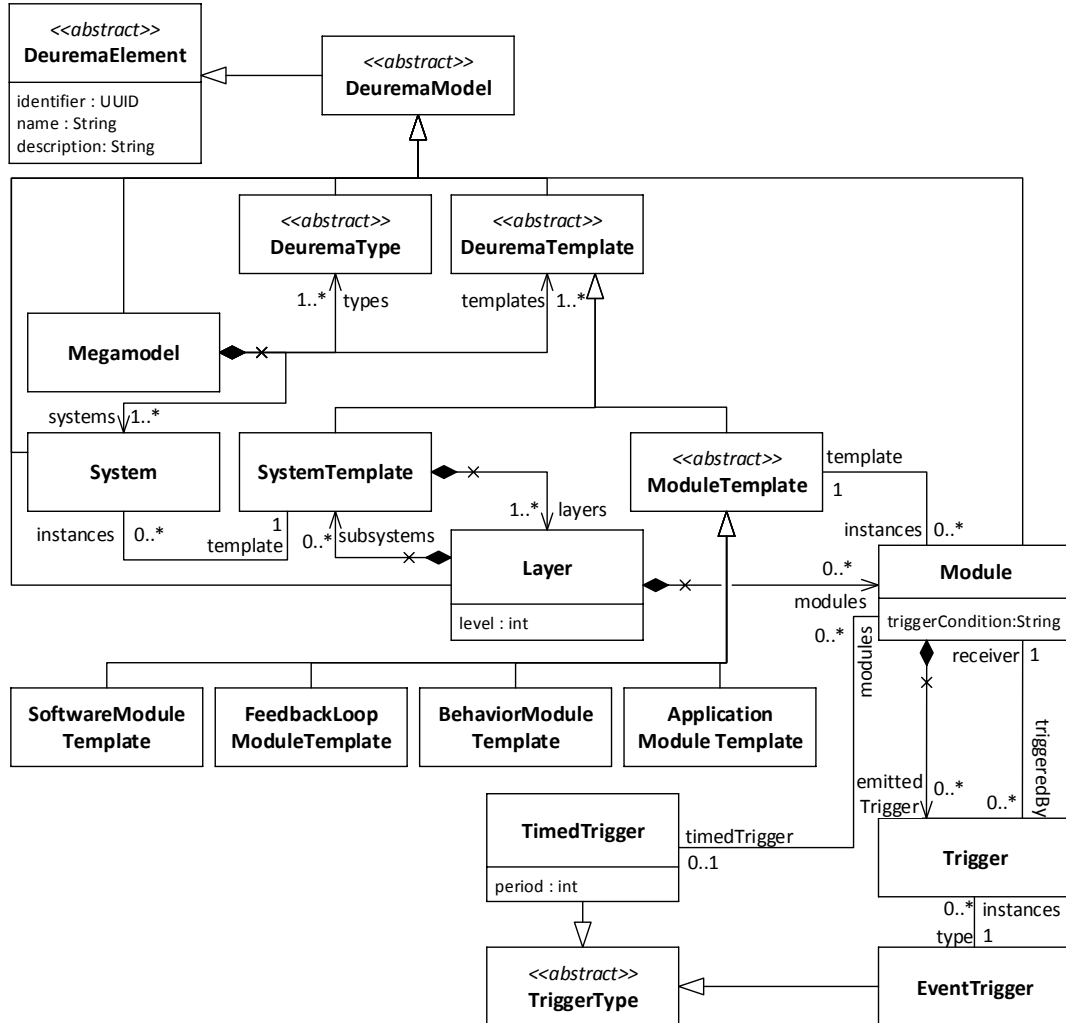 <<abstract>>
DeuremaElement
identifier : UUID
name : String
description: String
<<abstract>>
DeuremaModel
<<abstract>>
DeuremaType
<<abstract>>
DeuremaTemplate
1..* types
templates 1..*
Megamodel
systems 1..*
System
SystemTemplate
<<abstract>>
ModuleTemplate
template
1
instances 0..*
1
template
0..*
subsystems
1..* layers
instances 0..*
Layer
level : int
0..*
modules
Module
triggerCondition:String
0..*
modules
receiver 1
SoftwareModule
Template
FeedbackLoop
ModuleTemplate
BehaviorModule
Template
Application
Module Template
triggeredBy
emitted
Trigger
0..*
0..*
TimedTrigger
period : int
timedTrigger
0..1
Trigger
0..* instances
type 1
<<abstract>>
TriggerType
EventTrigger